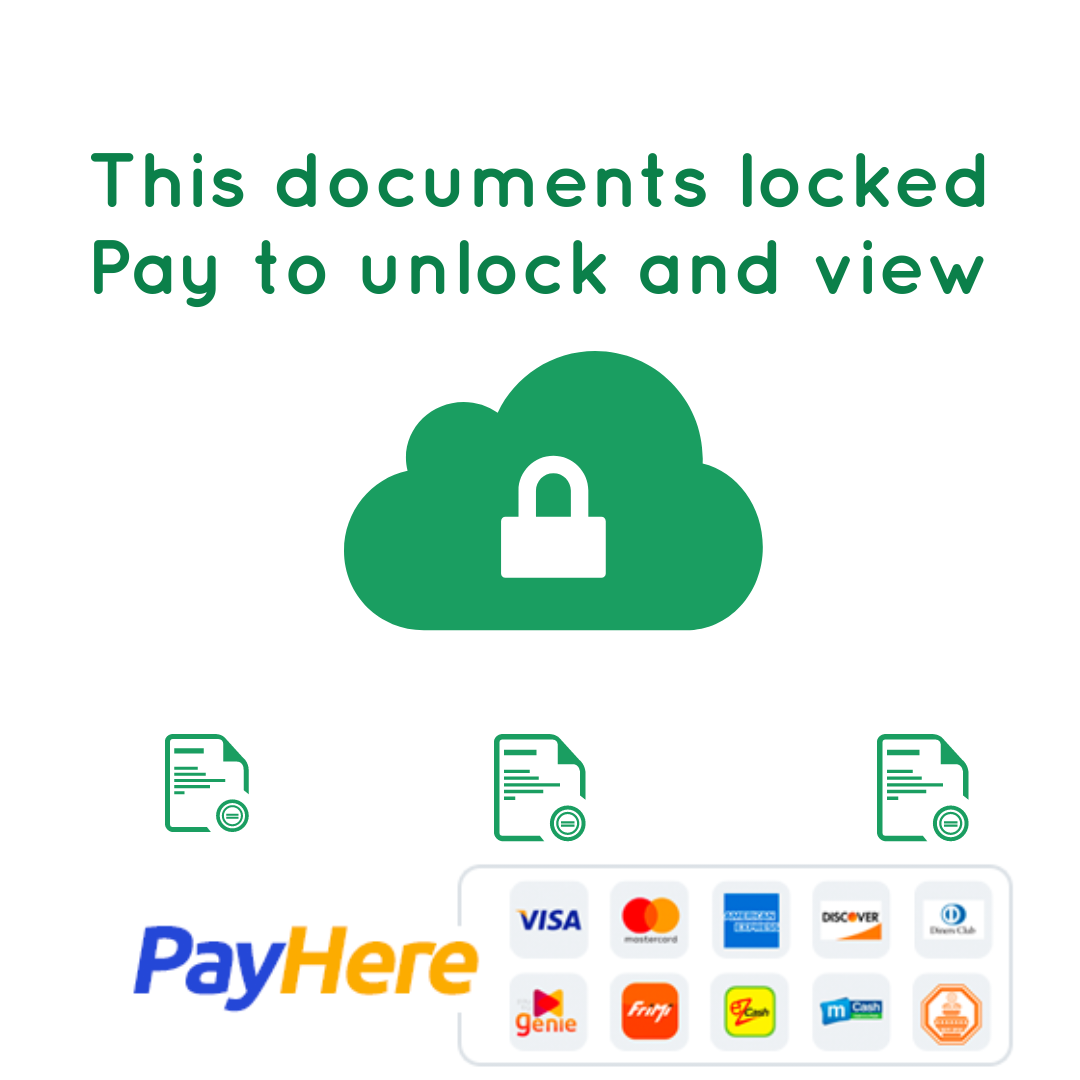 This documents locked
Pay to unlock and view
PayHere
VISA
mastercard
AMERICAN EXPRESS
DISCOVER
Diners Club
genie
FriMi
eZ Cash
m Cash